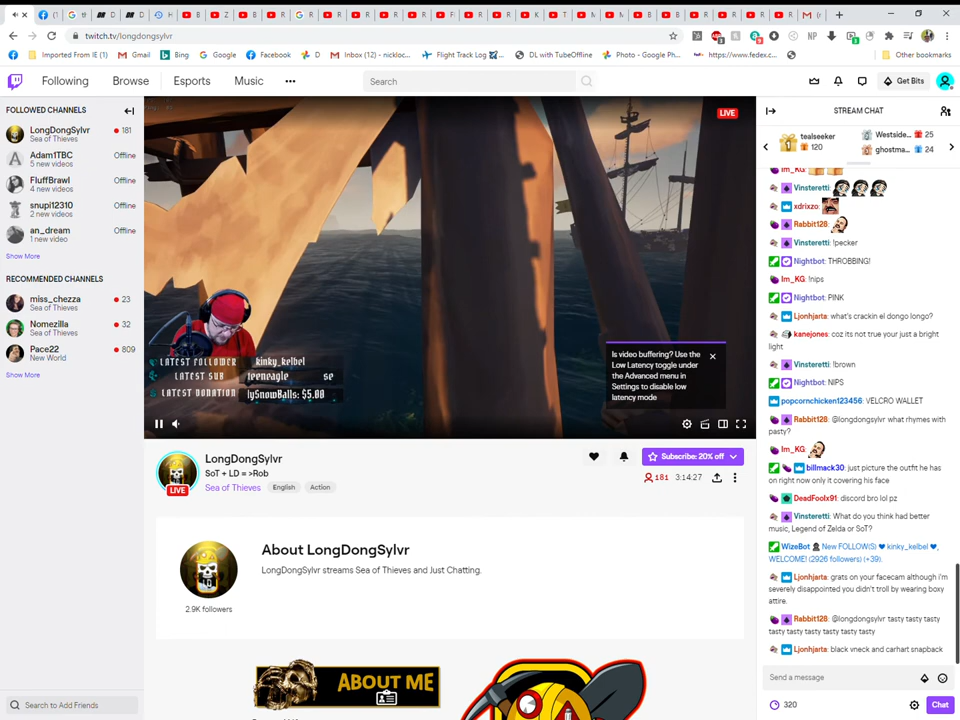 twitch.tv/longdongsylvr
Imported From IE (1)
Gmail
Bing
Google
Facebook
Inbox (12) - nickloc...
Flight Track Log
DL with TubeOffline
Photo - Google Ph...
https://www.fedex.c...
Other bookmarks
Following
Browse
Esports
Music
Search
Get Bits
FOLLOWED CHANNELS
LongDongSylvr
181
Sea of Thieves
Adam1TBC
Offline
5 new videos
FluffBrawl
Offline
4 new videos
snupi12310
Offline
2 new videos
an_dream
Offline
1 new video
Show More
RECOMMENDED CHANNELS
miss_chezza
23
Sea of Thieves
Nomezilla
32
Sea of Thieves
Pace22
809
New World
Show More
Search to Add Friends
LIVE
LATEST FOLLOWER
kinky_kelbel
LATEST SUB
teeneagle
se
LATEST DONATION
lySnowBalls: $5.00
Is video buffering? Use the
Low Latency toggle under
the Advanced menu in
Settings to disable low
latency mode
LongDongSylvr
SoT + LD = >Rob
Sea of Thieves
English
Action
LIVE
Subscribe: 20% off
181
3:14:27
About LongDongSylvr
LongDongSylvr streams Sea of Thieves and Just Chatting.
2.9K followers
ABOUT ME
STREAM CHAT
tealseeker
120
Westside...
25
ghostma...
24
Im_KG:
Vinsteretti:
xdrixzo:
Rabbit128:
Vinsteretti: !pecker
Nightbot: THROBBING!
Im_KG: !nips
Nightbot: PINK
Ljonhjarta: what's crackin el dongo longo?
kanejones: coz its not true your just a bright
light
Vinsteretti: !brown
Nightbot: NIPS
popcornchicken123456: VELCRO WALLET
Rabbit128: @longdongsylvr what rhymes with
pasty?
Im_KG:
billmack30: just picture the outfit he has
on right now only it covering his face
DeadFoolx91: discord bro lol pz
Vinsteretti: What do you think had better
music, Legend of Zelda or SoT?
WizeBot New FOLLOW(S) kinky_kelbel
WELCOME! (2926 followers) (+39).
Ljonhjarta: grats on your facecam although i'm
severely disappointed you didn't troll by wearing boxy
attire.
Rabbit128: @longdongsylvr tasty tasty tasty
tasty tasty tasty tasty tasty tasty
Ljonhjarta: black vneck and carhart snapback
Send a message
320
Chat